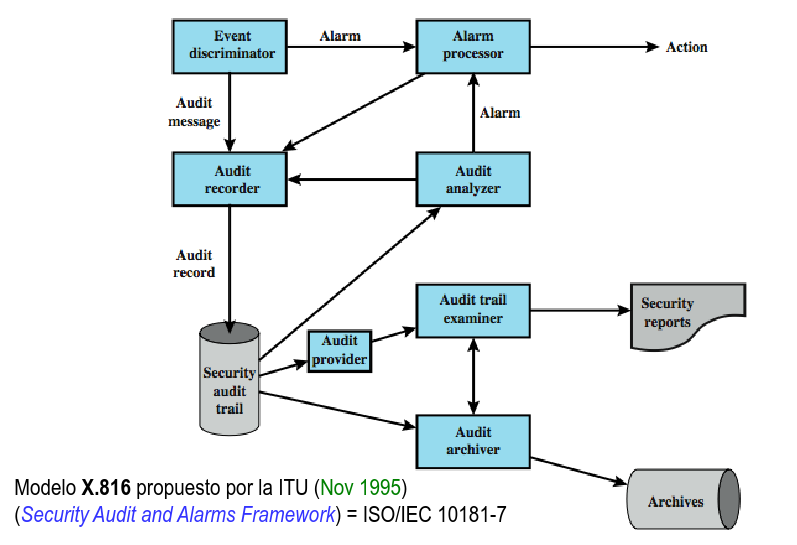 Event
discriminator
Alarm
Alarm
processor
Action
Audit
message
Alarm
Audit
recorder
Audit
analyzer
Audit
record
Audit trail
examiner
Security
reports
Audit
provider
Security
audit
trail
Audit
archiver
Archives
Modelo X.816 propuesto por la ITU (Nov 1995)
(Security Audit and Alarms Framework) = ISO/IEC 10181-7